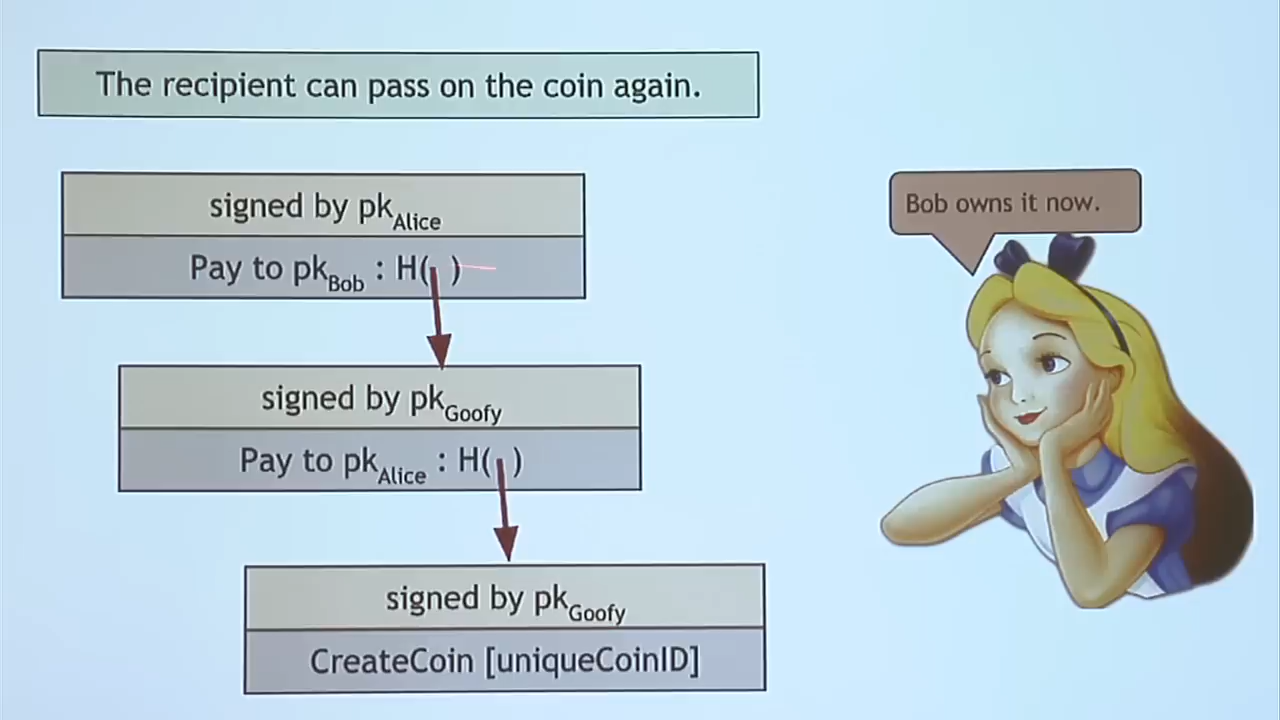 The recipient can pass on the coin again.
signed by pkAlice
Pay to pkBob : H( )
Bob owns it now.
signed by pkGoofy
Pay to pkAlice : H( )
signed by pkGoofy
CreateCoin [uniqueCoinID]